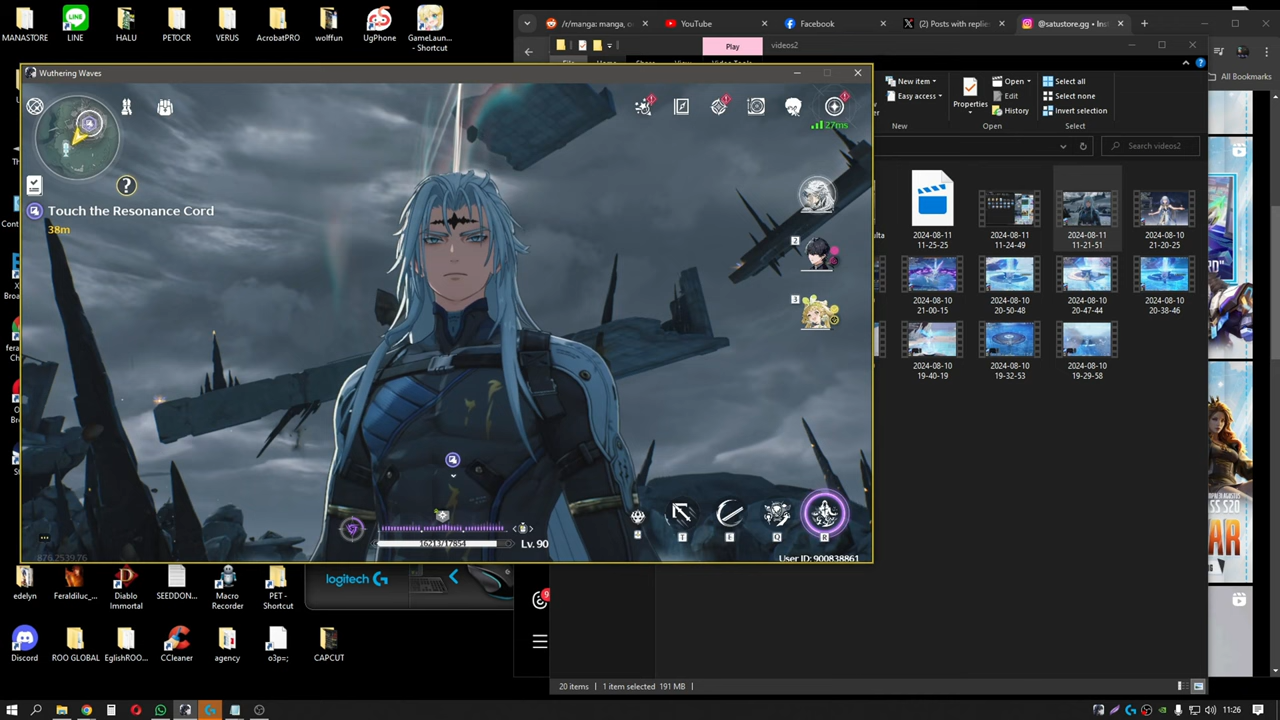 MANASTORE
LINE
HALU
PETOCR
VERUS
AcrobatPRO
wolffun
UgPhone
GameLaun...
- Shortcut
/r/manga: manga, o
YouTube
Facebook
(2) Posts with replie
@satustore.gg • Ins
Play
videos2
All Bookmarks
New item
Easy access
New
Properties
Open
Edit
History
Open
Select all
Select none
Invert selection
Select
Search videos2
Wuthering Waves
27ms
Touch the Resonance Cord
38m
2
3
16213/17854
Lv. 90
T
E
Q
R
User ID: 900838861
2024-08-11
11-25-25
2024-08-11
11-24-49
2024-08-11
11-21-51
2024-08-10
21-20-25
2024-08-10
21-00-15
2024-08-10
20-50-48
2024-08-10
20-47-44
2024-08-10
20-38-46
2024-08-10
19-40-19
2024-08-10
19-32-53
2024-08-10
19-29-58
edelyn
Feraldiluc_...
Diablo
Immortal
SEEDDON...
Macro
Recorder
PET -
Shortcut
logitech G
Discord
ROO GLOBAL
EglishROO...
CCleaner
agency
o3p=;
CAPCUT
20 items
1 item selected 191 MB
11:26